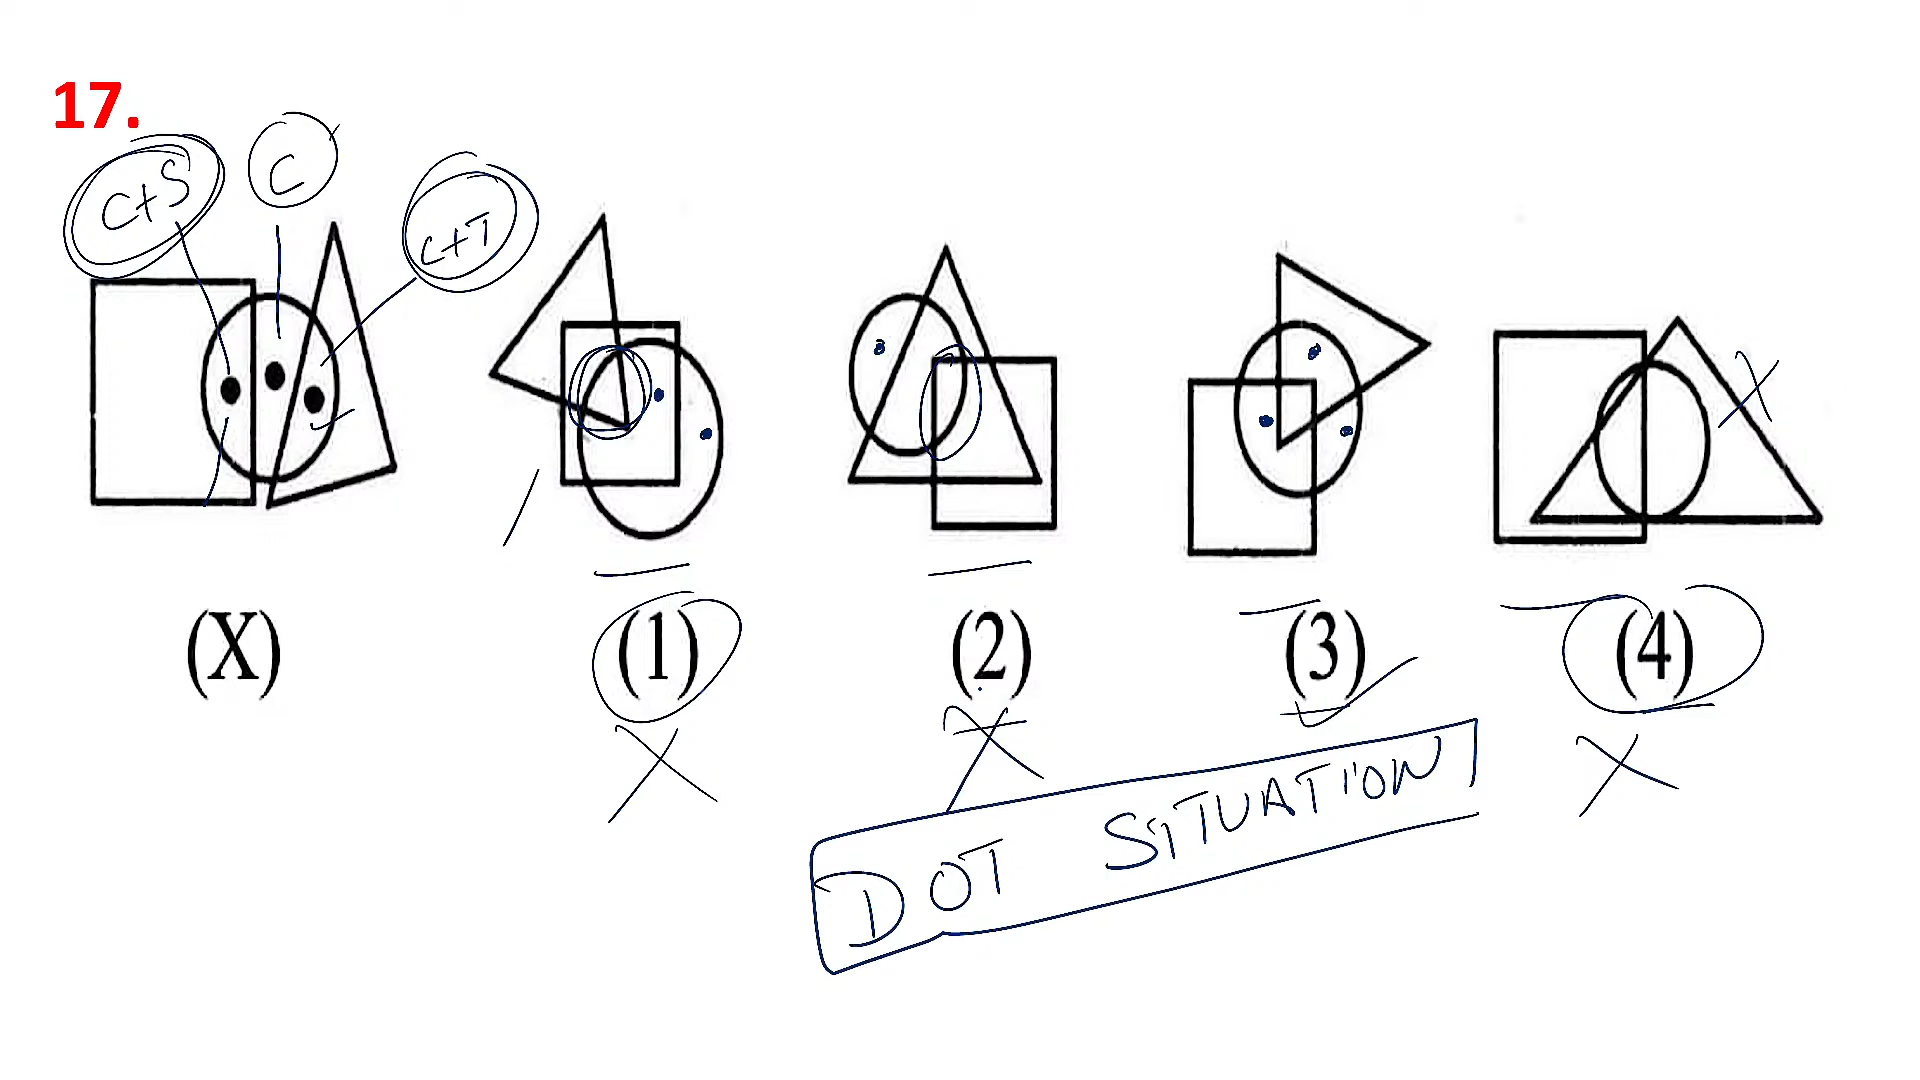 17.
C+S
C
C+T
(X) (1) (2) (3) (4)
DOT SITUATION